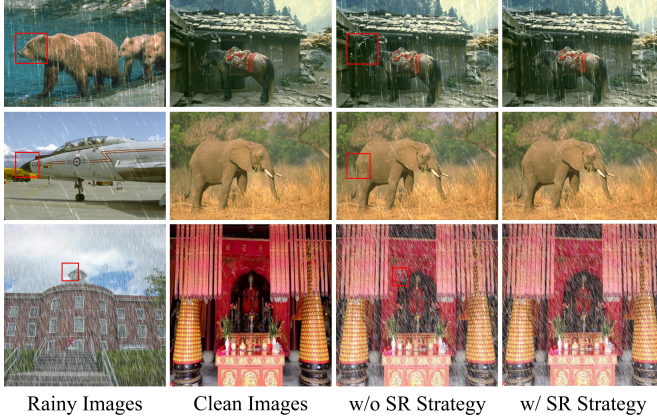 Rainy Images
Clean Images
w/o SR Strategy
w/ SR Strategy